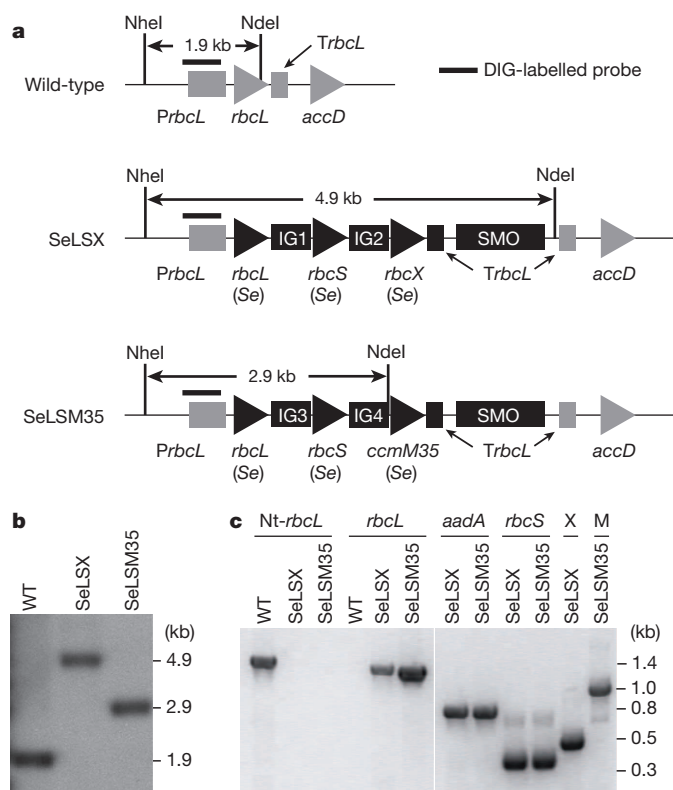 a
NheI NdeI
1.9 kb TrbcL
DIG-labelled probe
Wild-type
PrbcL rbcL accD
NheI NdeI
4.9 kb
SeLSX IG1 IG2 SMO
PrbcL rbcL rbcS rbcX TrbcL accD
(Se) (Se) (Se)
NheI NdeI
2.9 kb
SeLSM35 IG3 IG4 SMO
PrbcL rbcL rbcS ccmM35 TrbcL accD
(Se) (Se) (Se)
b
WT SeLSX SeLSM35
(kb)
4.9
2.9
1.9
c
Nt-rbcL rbcL aadA rbcS X M
WT SeLSX SeLSM35 WT SeLSX SeLSM35 SeLSX SeLSM35 SeLSX SeLSM35 SeLSX SeLSM35
(kb)
1.4
1.0
0.8
0.5
0.3